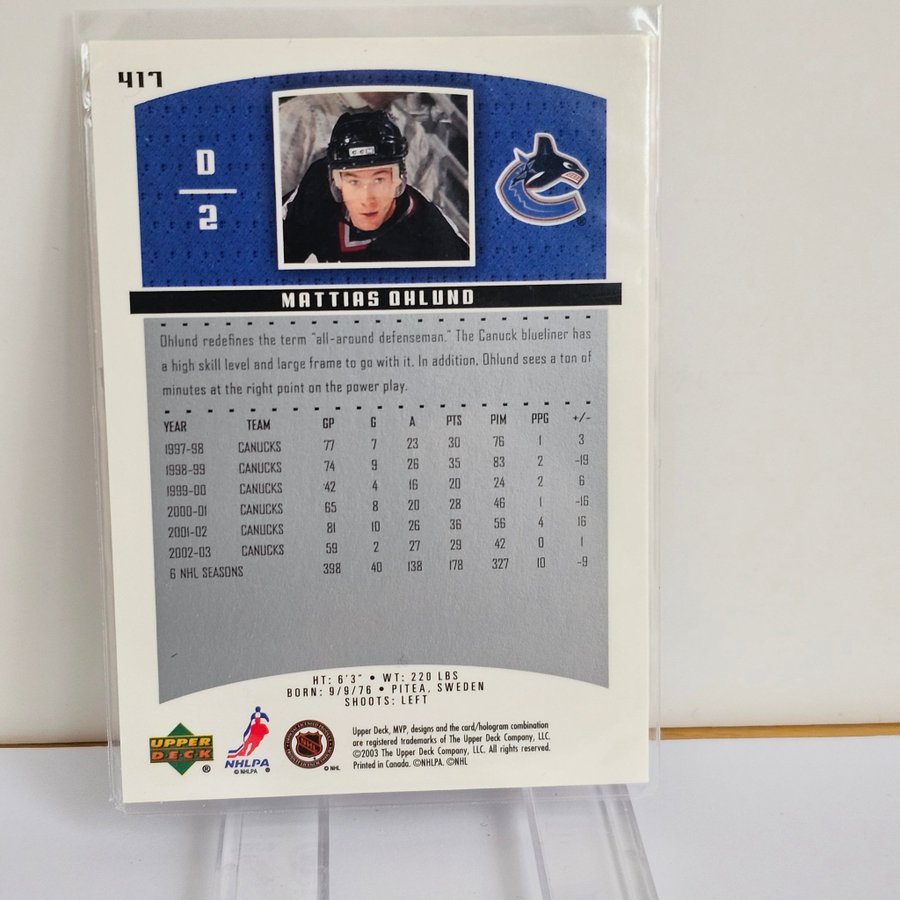 417
D
2
CCM
MATTIAS OHLUND
Ohlund redefines the term "all-around defenseman." The Canuck blueliner has
a high skill level and large frame to go with it. In addition, Ohlund sees a ton of
minutes at the right point on the power play.
YEAR TEAM GP G A PTS PIM PPG +/-
1997-98 CANUCKS 77 7 23 30 76 1 3
1998-99 CANUCKS 74 9 26 35 83 2 -19
1999-00 CANUCKS 42 4 16 20 24 2 6
2000-01 CANUCKS 65 8 20 28 46 1 -16
2001-02 CANUCKS 81 10 26 36 56 4 16
2002-03 CANUCKS 59 2 27 29 42 0 1
6 NHL SEASONS 398 40 138 178 327 10 -9
HT: 6'3" • WT: 220 LBS
BORN: 9/9/76 • PITEA, SWEDEN
SHOOTS: LEFT
UPPER DECK ®
NHLPA
© NHLPA ®
NHL
© NHL
Upper Deck, MVP, designs and the card/hologram combination
are registered trademarks of The Upper Deck Company, LLC.
©2003 The Upper Deck Company, LLC. All rights reserved.
Printed in Canada. ©NHLPA. ©NHL